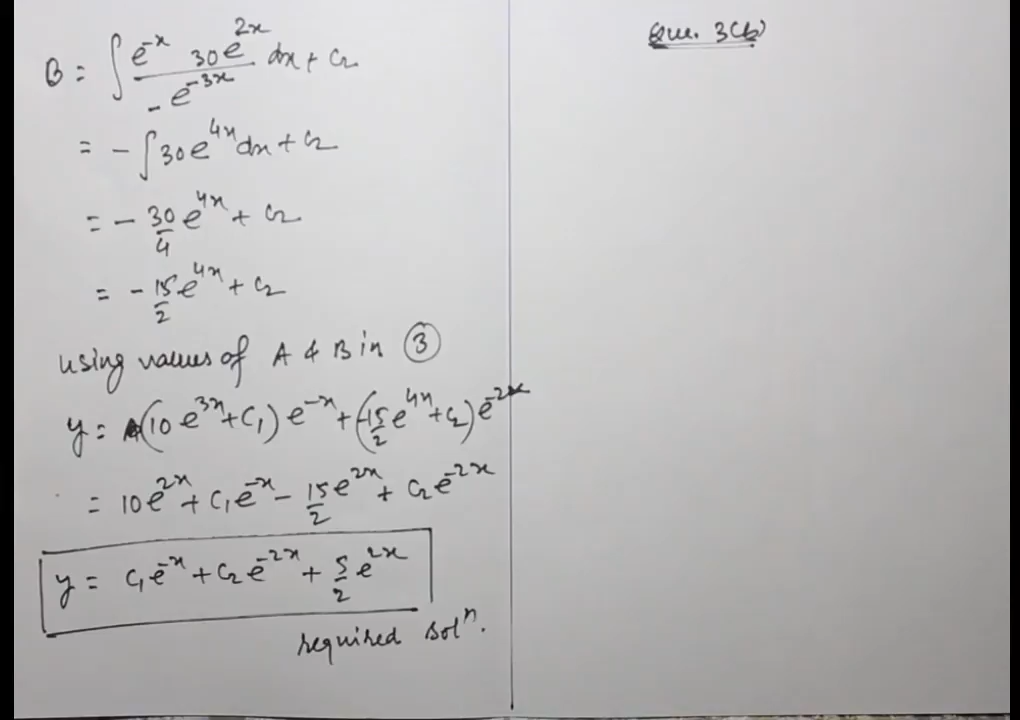 B = ∫ e^{-x} 30e^{2x} / -e^{-3x} dx + C₂
= - ∫ 30e^{4x} dx + C₂
= - 30/4 e^{4x} + C₂
= - 15/2 e^{4x} + C₂
using values of A & B in ③
y = (10 e^{3x} + C₁) e^{-x} + (-15/2 e^{4x} + C₂) e^{-2x}
= 10e^{2x} + C₁e^{-x} - 15/2 e^{2x} + C₂e^{-2x}
y = C₁e^{-x} + C₂e^{-2x} + 5/2 e^{2x}
required solⁿ.
Que. 3(b)